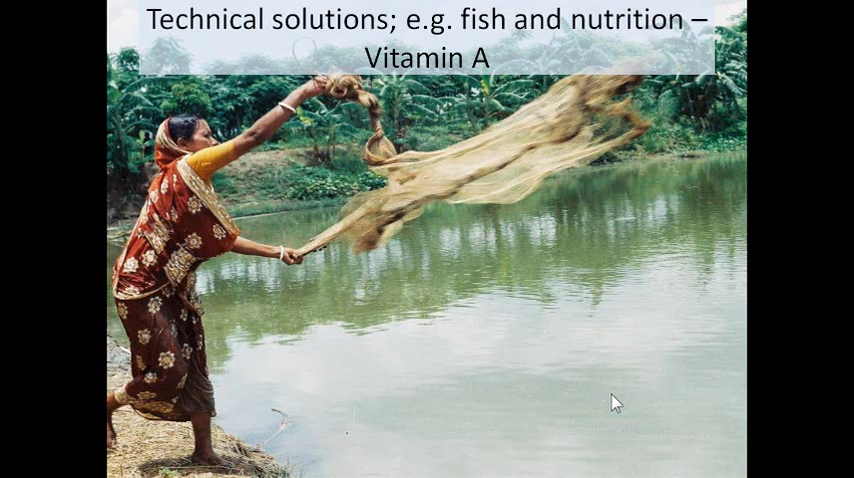 Technical solutions; e.g. fish and nutrition –
Vitamin A